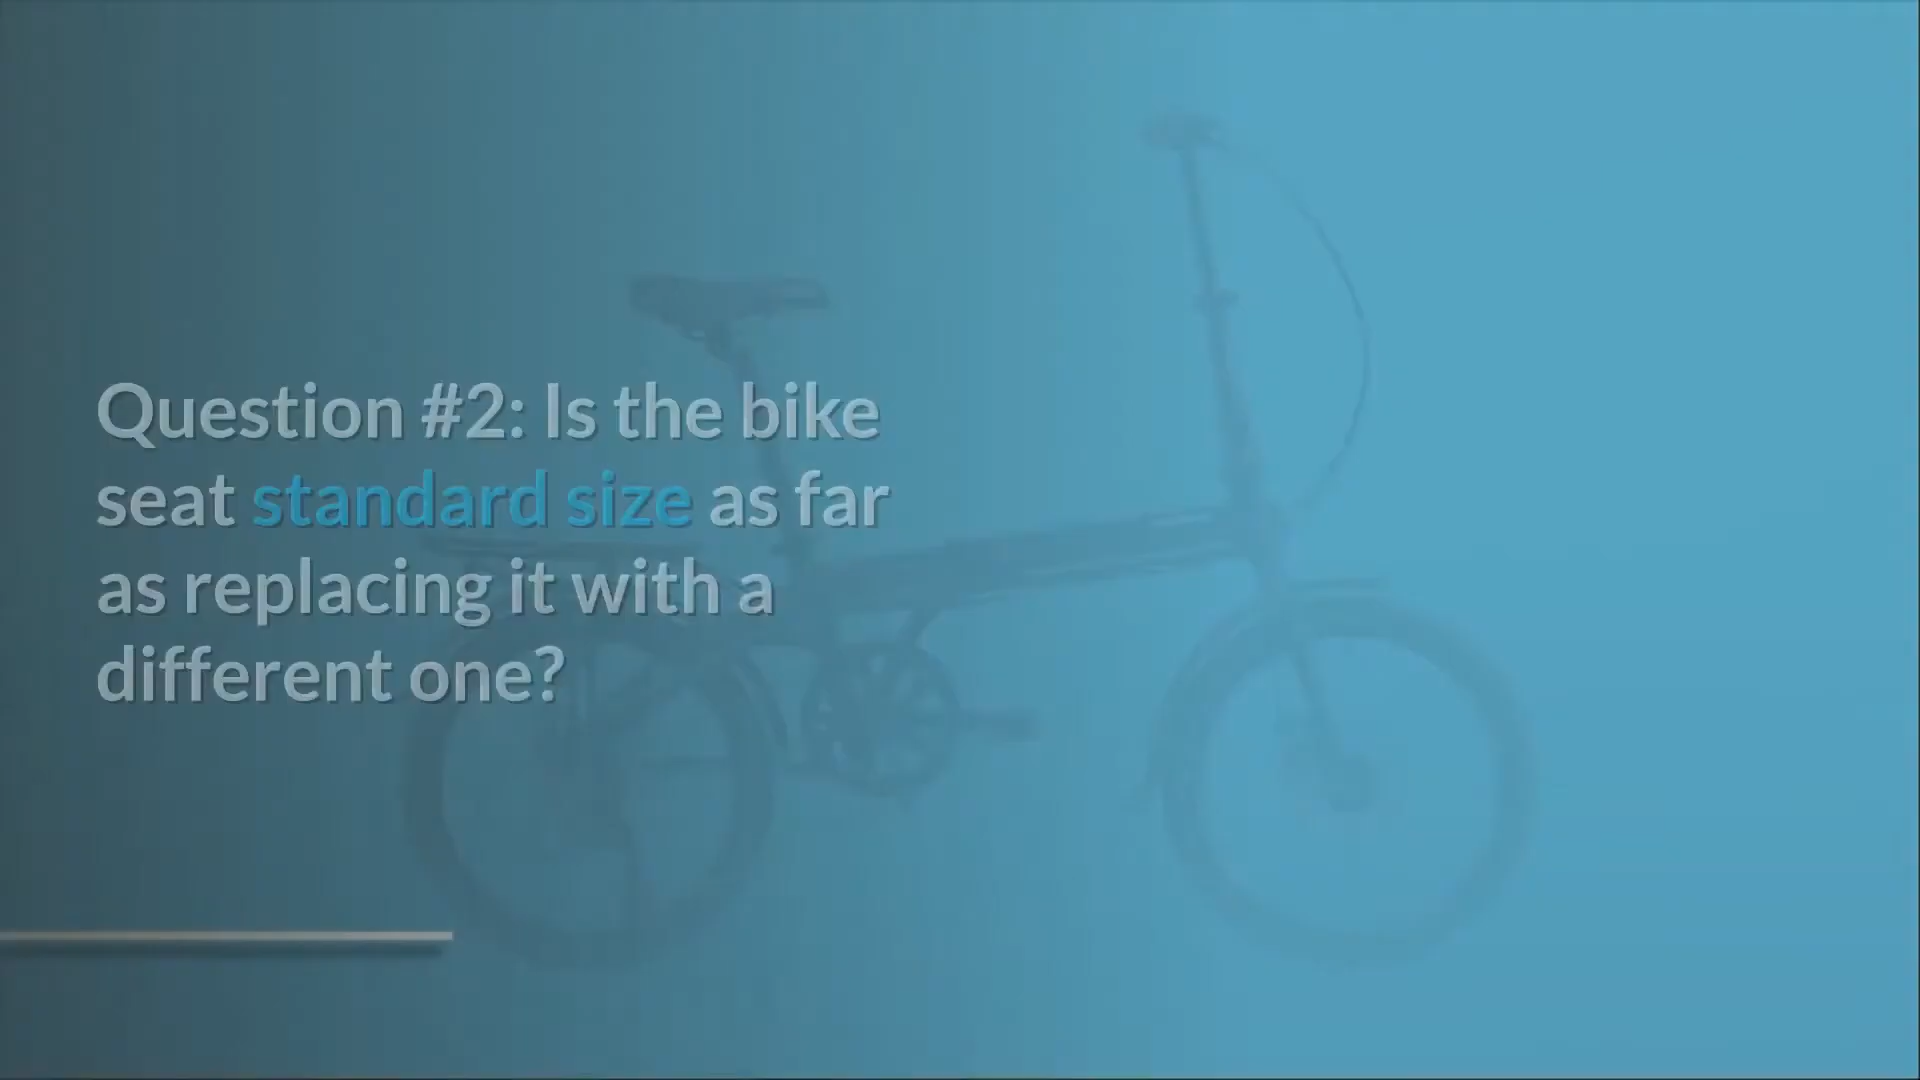 Question #2: Is the bike
seat standard size as far
as replacing it with a
different one?